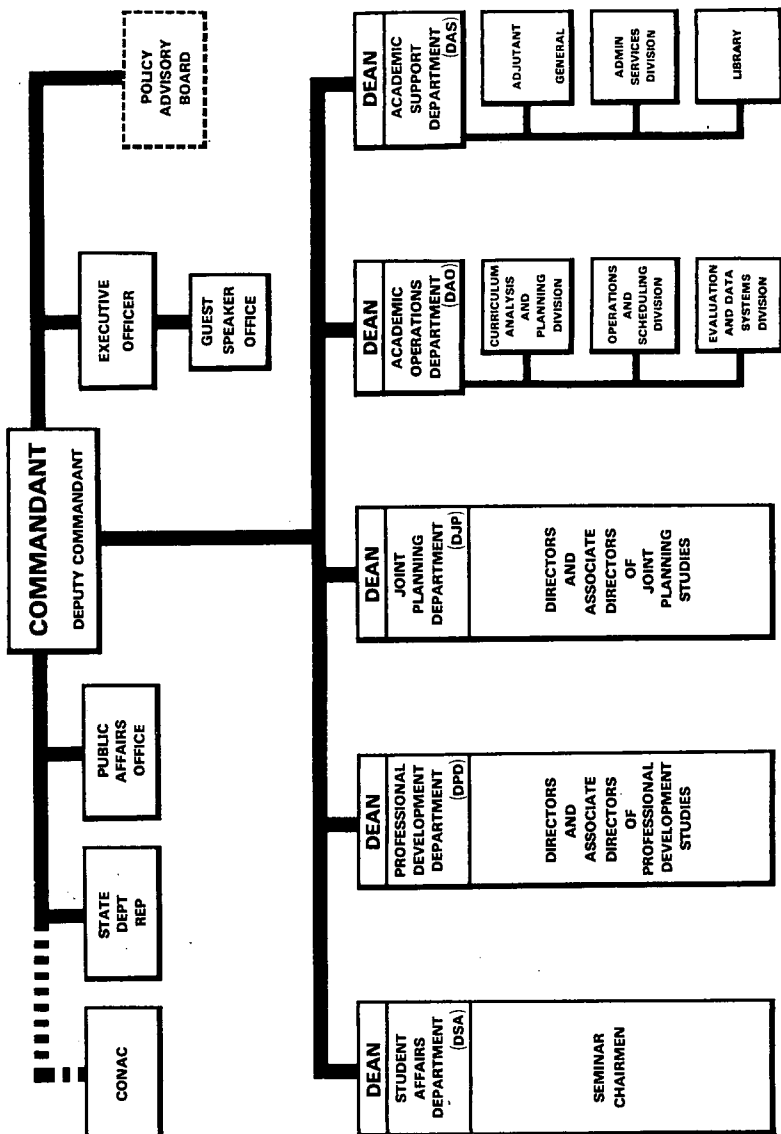 COMMANDANT
DEPUTY COMMANDANT
CONAC
STATE
DEPT
REP
PUBLIC
AFFAIRS
OFFICE
EXECUTIVE
OFFICER
GUEST
SPEAKER
OFFICE
POLICY
ADVISORY
BOARD
DEAN
STUDENT
AFFAIRS
DEPARTMENT
(DSA)
SEMINAR
CHAIRMEN
DEAN
PROFESSIONAL
DEVELOPMENT
DEPARTMENT
(DPD)
DIRECTORS
AND
ASSOCIATE
DIRECTORS
OF
PROFESSIONAL
DEVELOPMENT
STUDIES
DEAN
JOINT
PLANNING
DEPARTMENT
(DJP)
DIRECTORS
AND
ASSOCIATE
DIRECTORS
OF
JOINT
PLANNING
STUDIES
DEAN
ACADEMIC
OPERATIONS
DEPARTMENT
(DAO)
CURRICULUM
ANALYSIS
AND
PLANNING
DIVISION
OPERATIONS
AND
SCHEDULING
DIVISION
EVALUATION
AND DATA
SYSTEMS
DIVISION
DEAN
ACADEMIC
SUPPORT
DEPARTMENT
(DAS)
ADJUTANT
GENERAL
ADMIN
SERVICES
DIVISION
LIBRARY